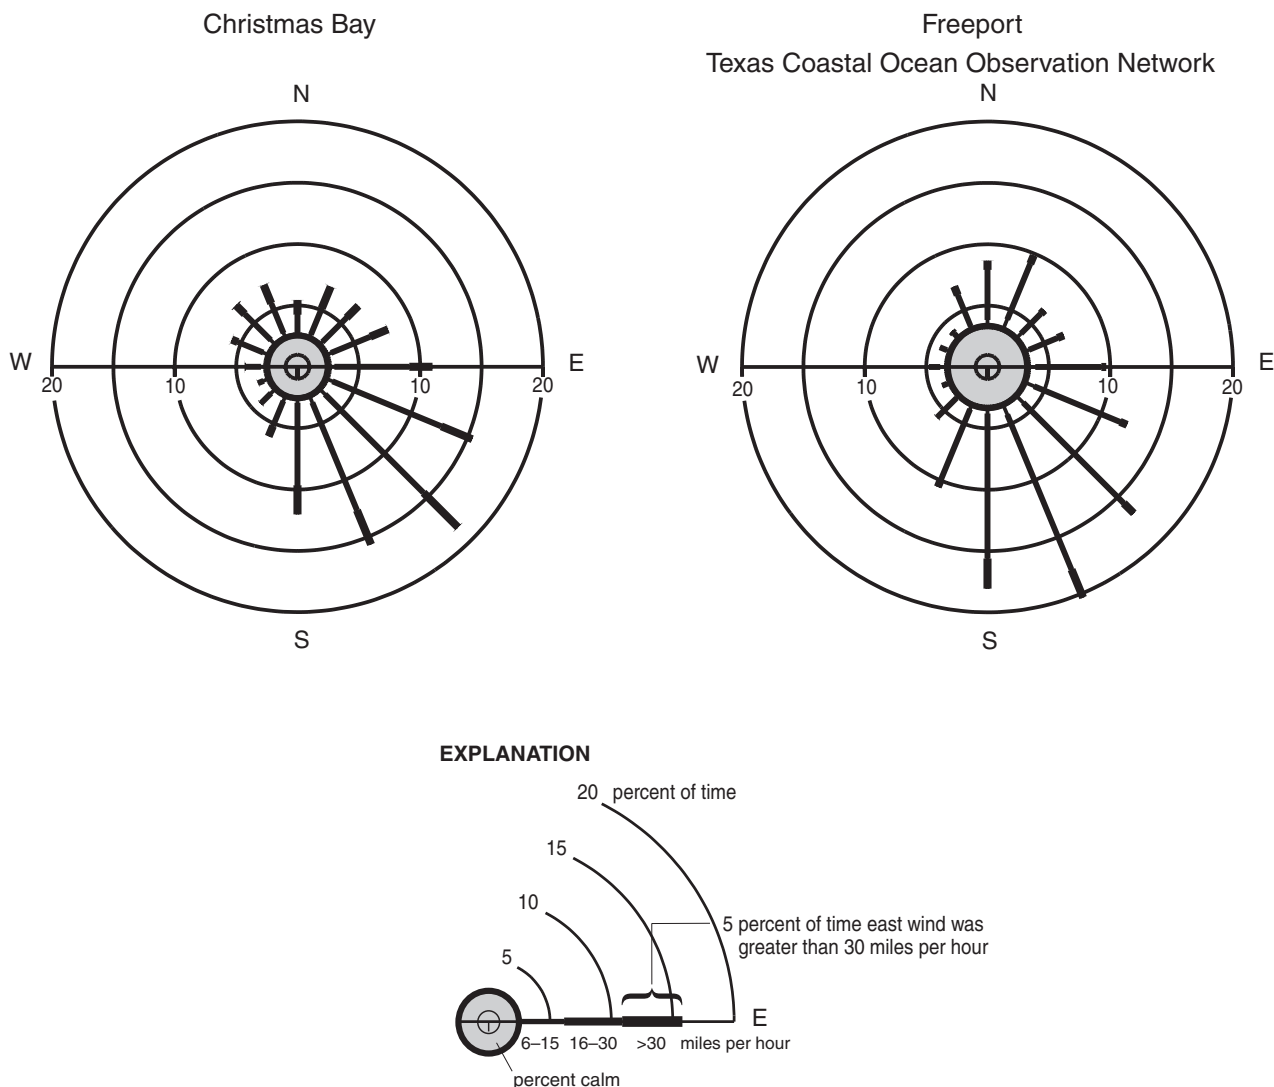 Christmas Bay
Freeport
Texas Coastal Ocean Observation Network
N
N
W
E
W
E
20
10
10
20
20
10
10
20
S
S
EXPLANATION
20 percent of time
15
10
5 percent of time east wind was
greater than 30 miles per hour
5
E
6–15 16–30 >30 miles per hour
percent calm